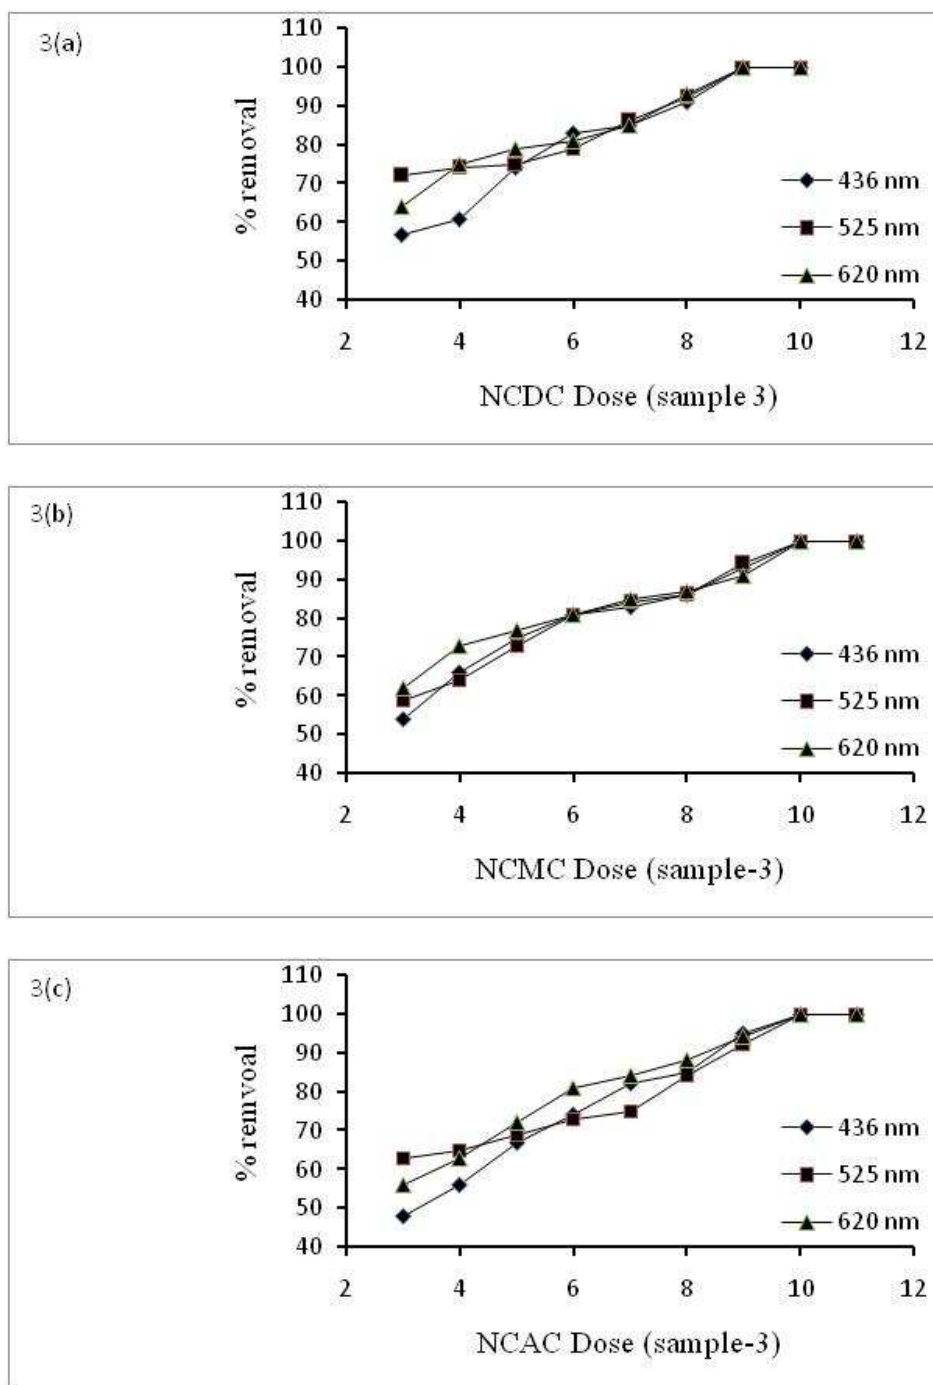 3(a)
110
100
90
80
70
60
50
40
% removal
436 nm
525 nm
620 nm
2 4 6 8 10 12
NCDC Dose (sample 3)
3(b)
110
100
90
80
70
60
50
40
% removal
436 nm
525 nm
620 nm
2 4 6 8 10 12
NCMC Dose (sample-3)
3(c)
110
100
90
80
70
60
50
40
% remvoal
436 nm
525 nm
620 nm
2 4 6 8 10 12
NCAC Dose (sample-3)